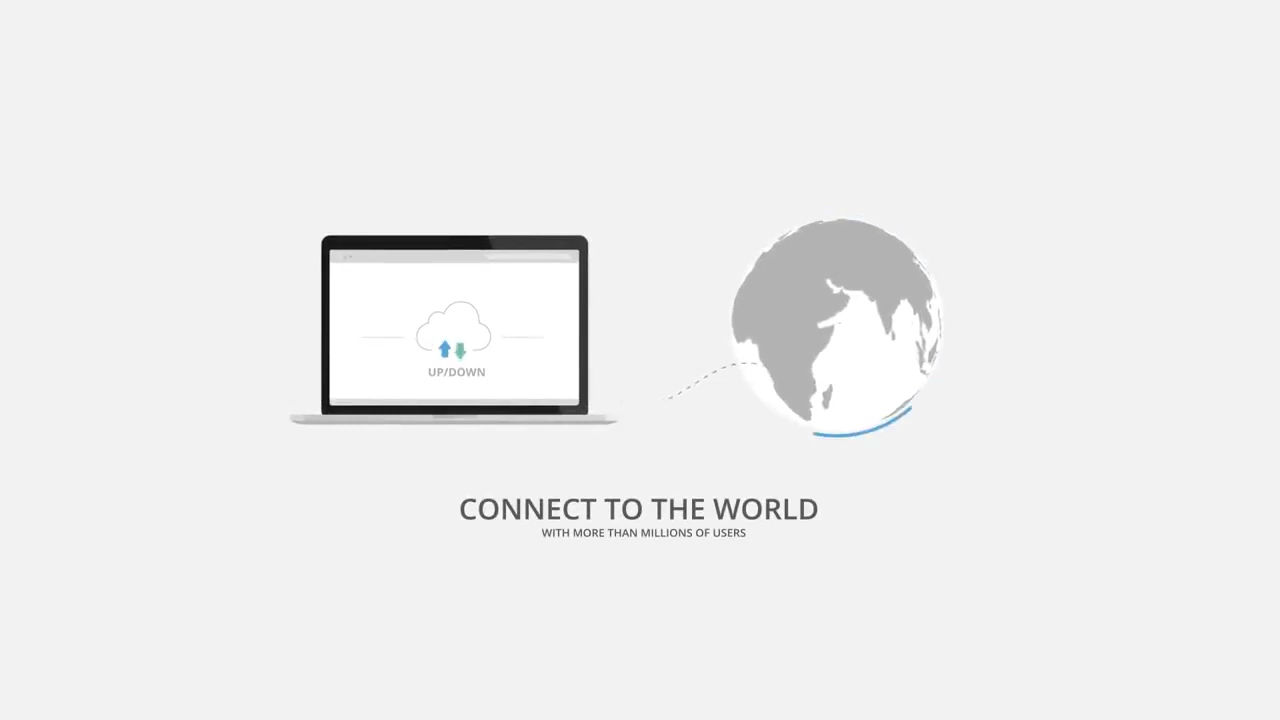 UP/DOWN
CONNECT TO THE WORLD
WITH MORE THAN MILLIONS OF USERS